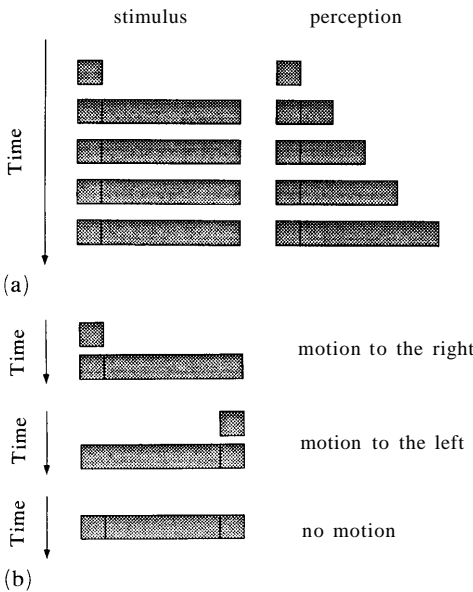 stimulus perception
Time
(a)
Time
motion to the right
Time
motion to the left
Time
no motion
(b)